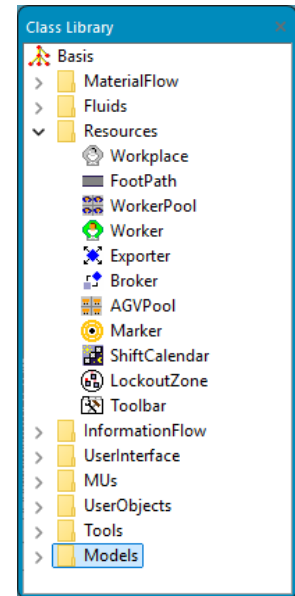 Class Library
Basis
MaterialFlow
Fluids
Resources
Workplace
FootPath
WorkerPool
Worker
Exporter
Broker
AGVPool
Marker
ShiftCalendar
LockoutZone
Toolbar
InformationFlow
UserInterface
MUs
UserObjects
Tools
Models